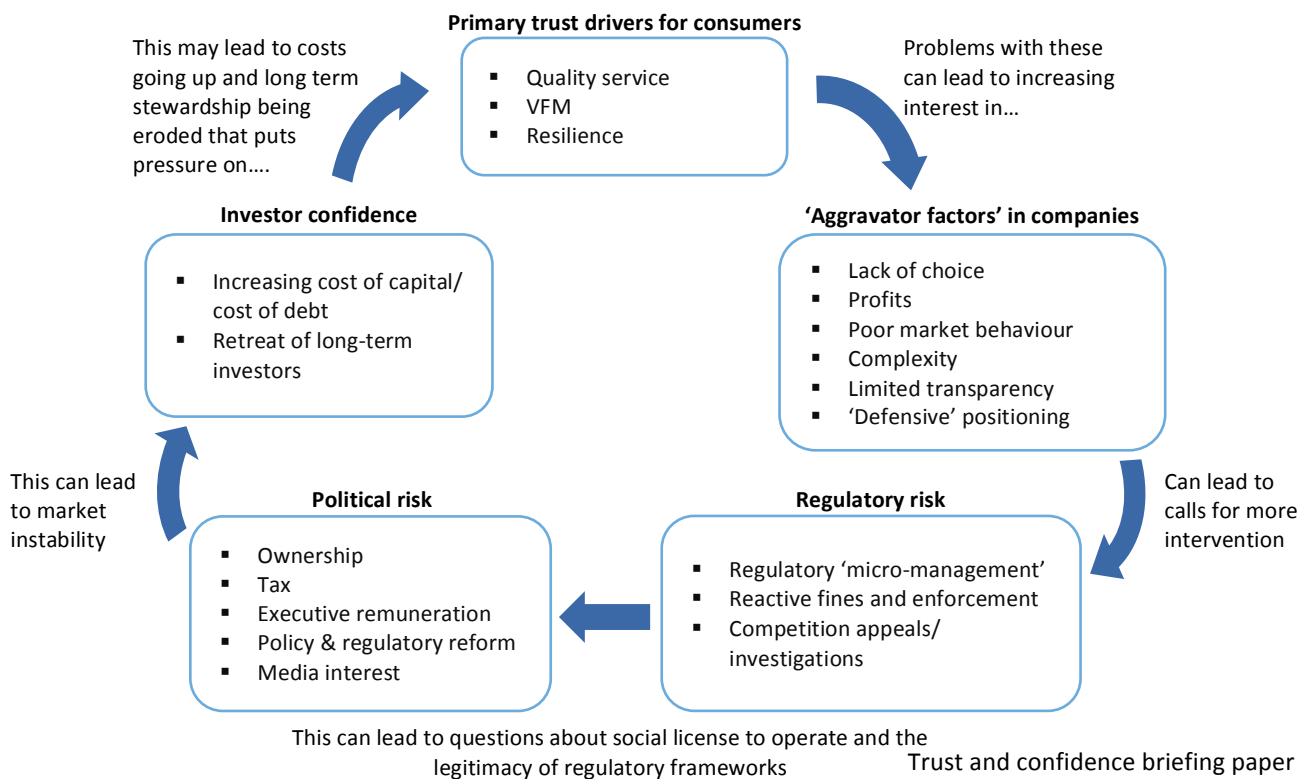 Primary trust drivers for consumers
▪ Quality service
▪ VFM
▪ Resilience
Problems with these
can lead to increasing
interest in…
‘Aggravator factors’ in companies
▪ Lack of choice
▪ Profits
▪ Poor market behaviour
▪ Complexity
▪ Limited transparency
▪ ‘Defensive’ positioning
Can lead to
calls for more
intervention
Regulatory risk
▪ Regulatory ‘micro-management’
▪ Reactive fines and enforcement
▪ Competition appeals/
investigations
This can lead to questions about social license to operate and the
legitimacy of regulatory frameworks
Political risk
▪ Ownership
▪ Tax
▪ Executive remuneration
▪ Policy & regulatory reform
▪ Media interest
This can lead
to market
instability
Investor confidence
▪ Increasing cost of capital/
cost of debt
▪ Retreat of long-term
investors
This may lead to costs
going up and long term
stewardship being
eroded that puts
pressure on….
Trust and confidence briefing paper